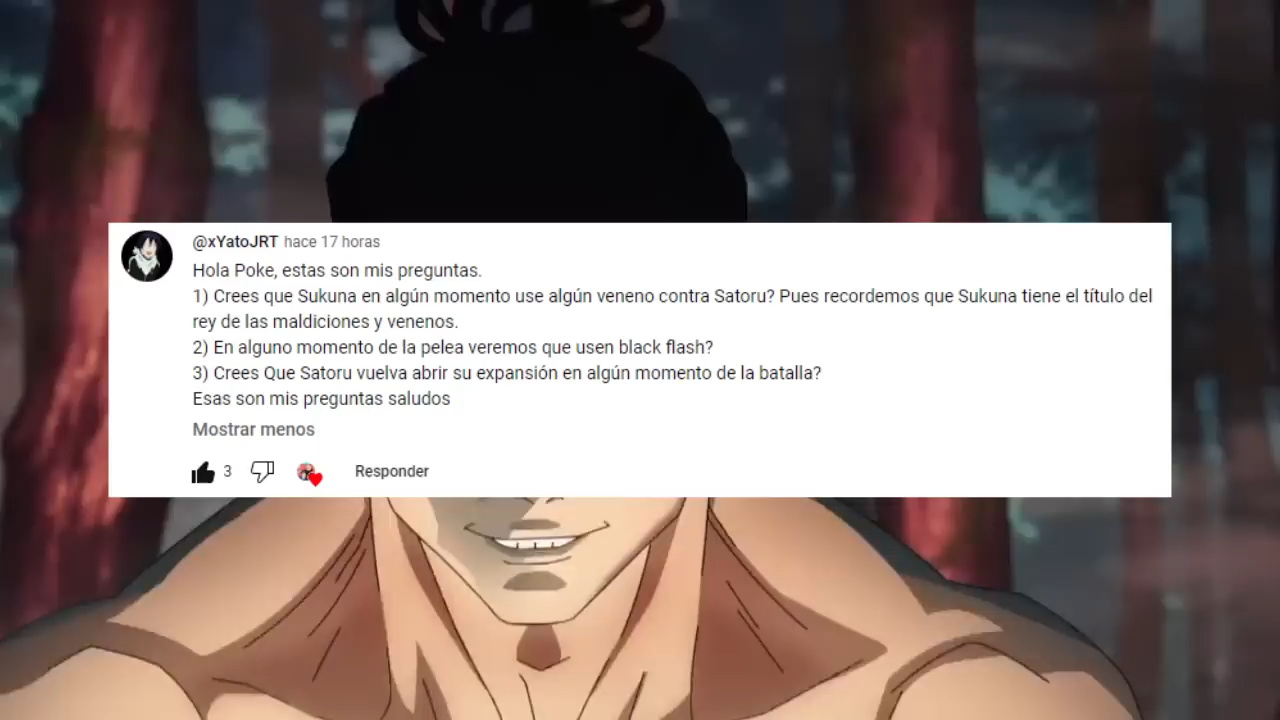 @xYatoJRT hace 17 horas
Hola Poke, estas son mis preguntas.
1) Crees que Sukuna en algún momento use algún veneno contra Satoru? Pues recordemos que Sukuna tiene el título del
rey de las maldiciones y venenos.
2) En alguno momento de la pelea veremos que usen black flash?
3) Crees Que Satoru vuelva abrir su expansión en algún momento de la batalla?
Esas son mis preguntas saludos
Mostrar menos
3 Responder